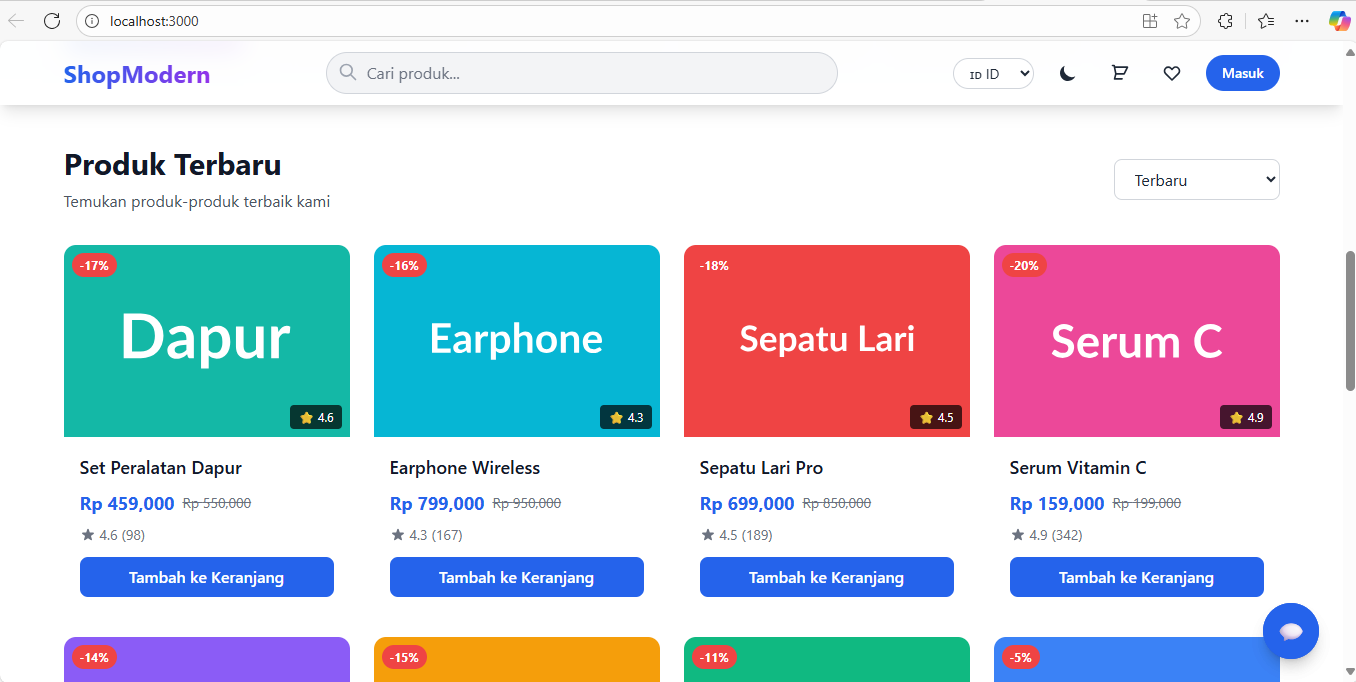 localhost:3000
ShopModern
Cari produk...
ID ID
Masuk
Produk Terbaru
Temukan produk-produk terbaik kami
Terbaru
-17%
Dapur
4.6
-16%
Earphone
4.3
-18%
Sepatu Lari
4.5
-20%
Serum C
4.9
Set Peralatan Dapur
Rp 459,000 Rp 550,000
★ 4.6 (98)
Tambah ke Keranjang
Earphone Wireless
Rp 799,000 Rp 950,000
★ 4.3 (167)
Tambah ke Keranjang
Sepatu Lari Pro
Rp 699,000 Rp 850,000
★ 4.5 (189)
Tambah ke Keranjang
Serum Vitamin C
Rp 159,000 Rp 199,000
★ 4.9 (342)
Tambah ke Keranjang
-14%
-15%
-11%
-5%